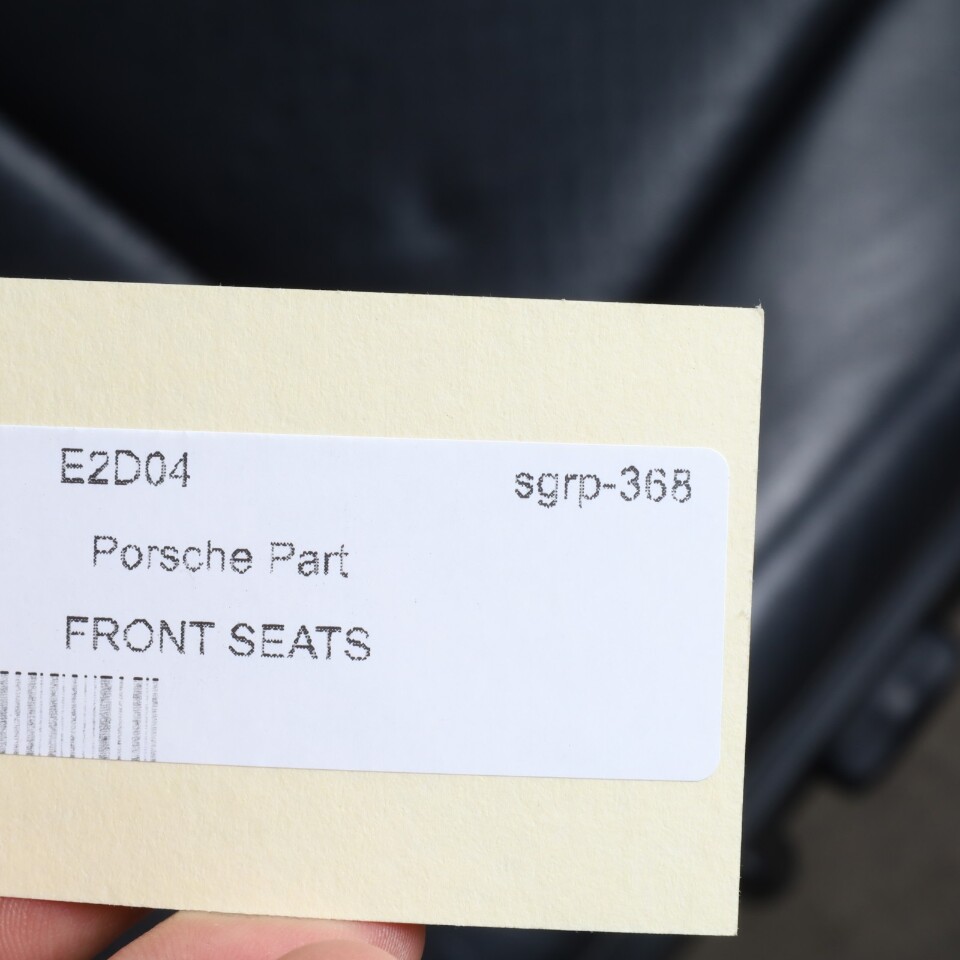 E2D04 sgrp-368
Porsche Part
FRONT SEATS